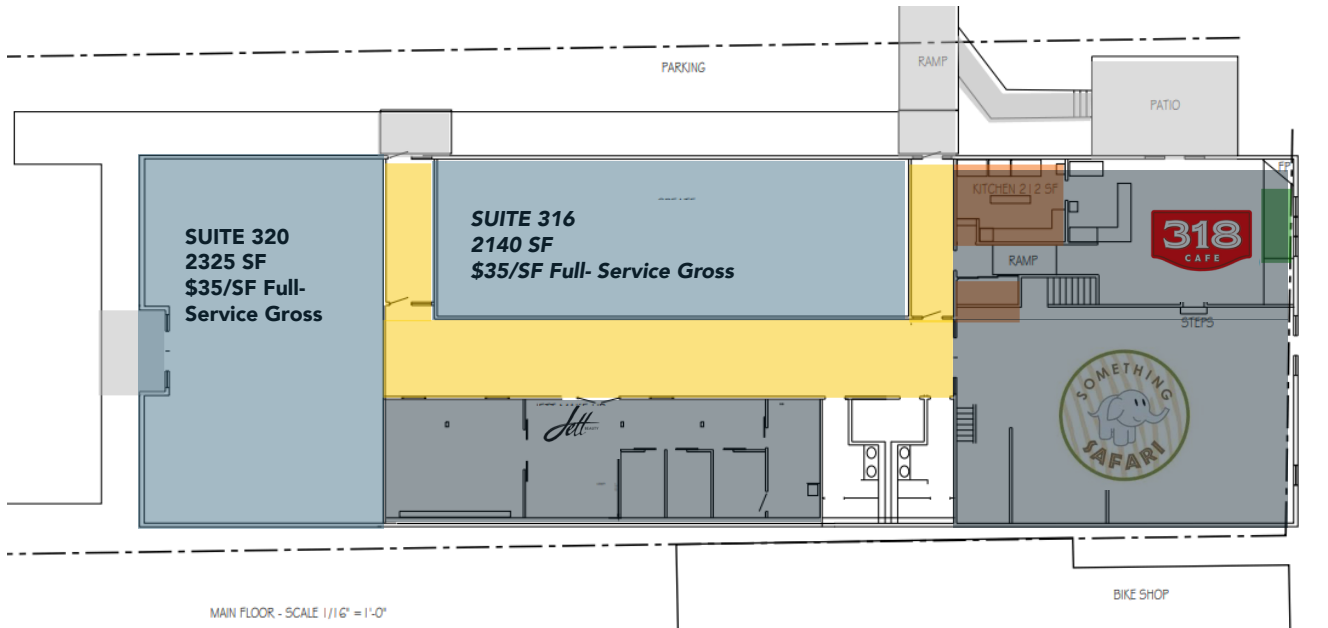 PARKING
RAMP
PATIO
FP
KITCHEN 212 SF
SUITE 320
2325 SF
$35/SF Full-
Service Gross
SUITE 316
2140 SF
$35/SF Full- Service Gross
318
CAFE
RAMP
STEPS
SOMETHING
SAFARI
Jett
BIKE SHOP
MAIN FLOOR - SCALE 1/16" = 1'-0"